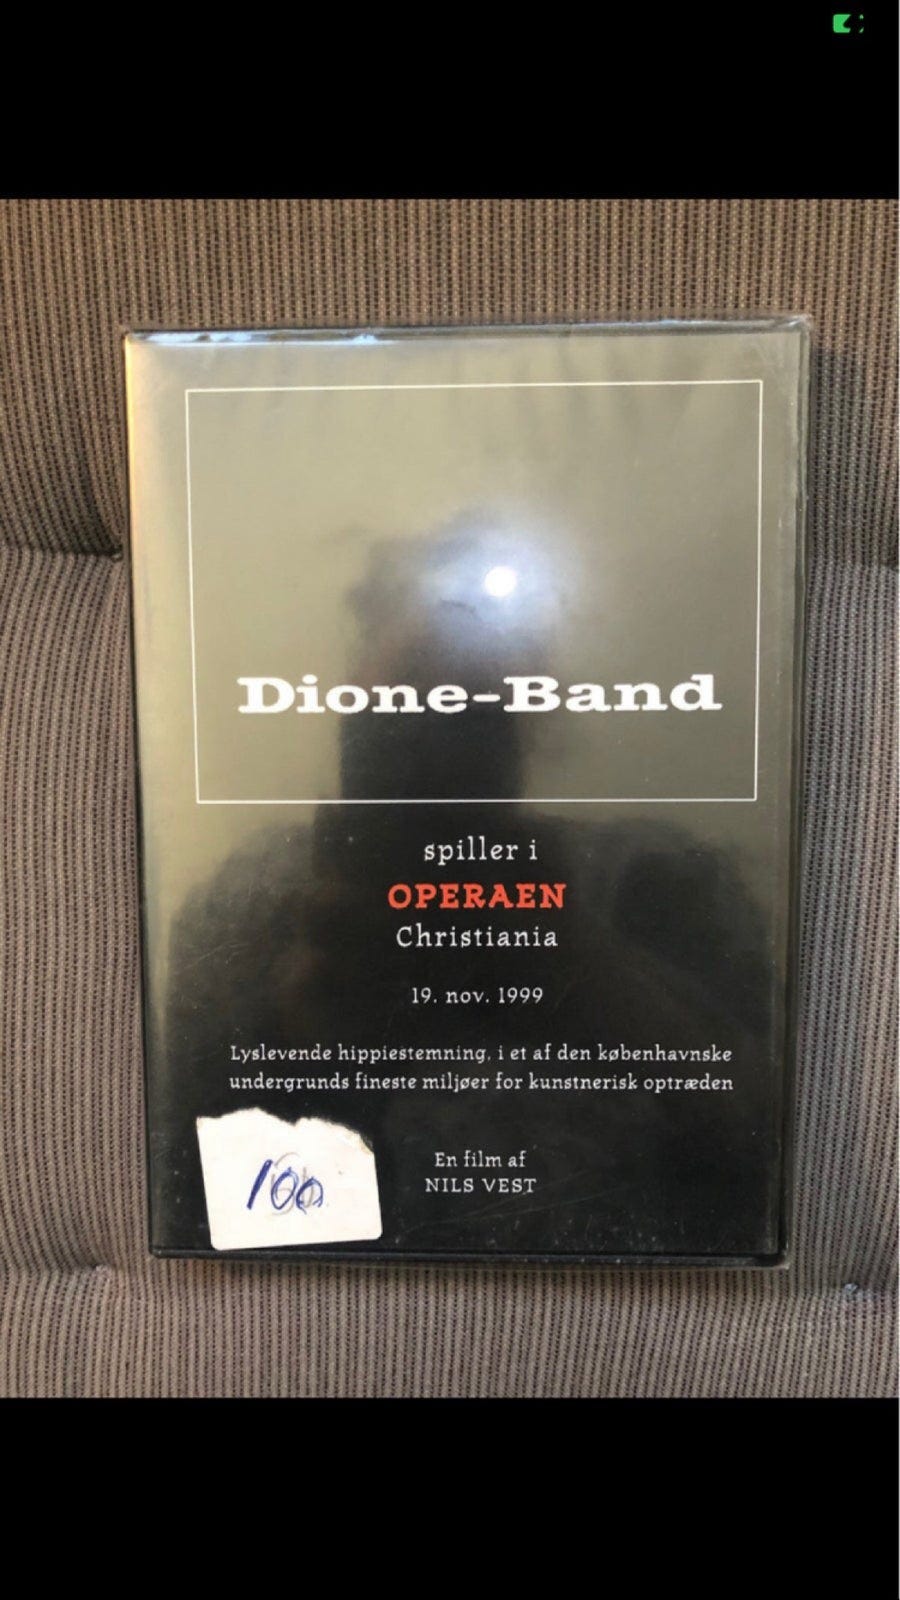 Dione-Band
spiller i
OPERAEN
Christiania
19. nov. 1999
Lyslevende hippiestemning, i et af den københavnske
undergrunds fineste miljøer for kunstnerisk optræden
En film af
NILS VEST
100